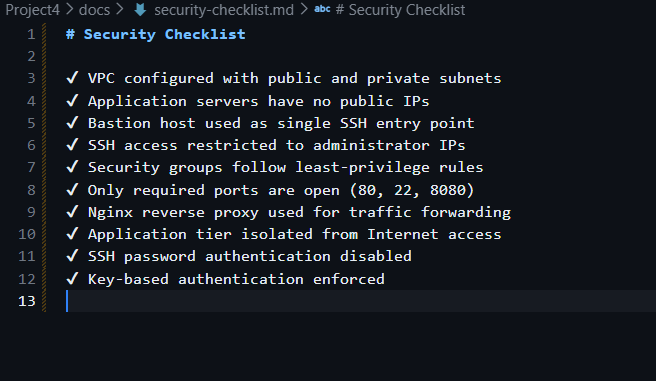 Project4 > docs > security-checklist.md > abc # Security Checklist
1 # Security Checklist
2
3 ✓ VPC configured with public and private subnets
4 ✓ Application servers have no public IPs
5 ✓ Bastion host used as single SSH entry point
6 ✓ SSH access restricted to administrator IPs
7 ✓ Security groups follow least-privilege rules
8 ✓ Only required ports are open (80, 22, 8080)
9 ✓ Nginx reverse proxy used for traffic forwarding
10 ✓ Application tier isolated from Internet access
11 ✓ SSH password authentication disabled
12 ✓ Key-based authentication enforced
13